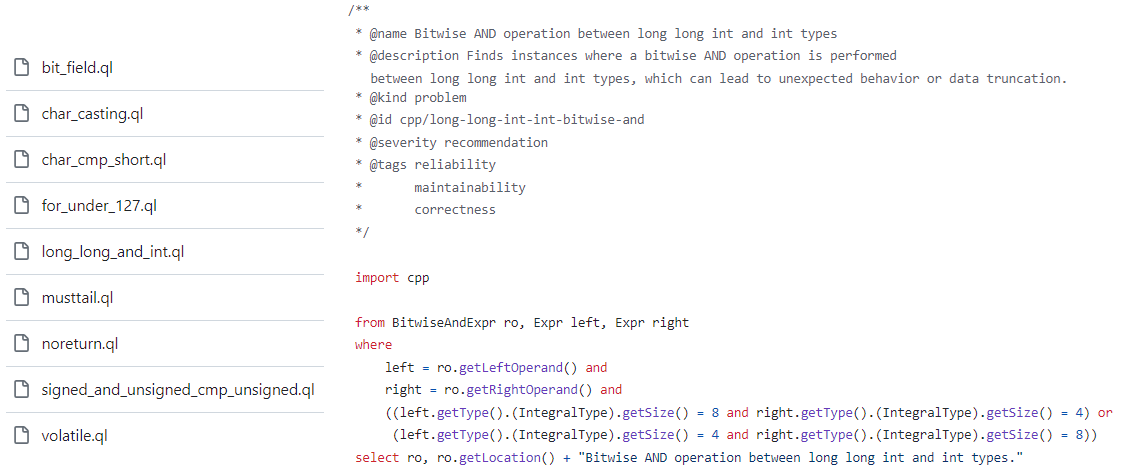 bit_field.ql
char_casting.ql
char_cmp_short.ql
for_under_127.ql
long_long_and_int.ql
musttail.ql
noreturn.ql
signed_and_unsigned_cmp_unsigned.ql
volatile.ql
/**
 * @name Bitwise AND operation between long long int and int types
 * @description Finds instances where a bitwise AND operation is performed
   between long long int and int types, which can lead to unexpected behavior or data truncation.
 * @kind problem
 * @id cpp/long-long-int-int-bitwise-and
 * @severity recommendation
 * @tags reliability
 *       maintainability
 *       correctness
 */
import cpp
from BitwiseAndExpr ro, Expr left, Expr right
where
    left = ro.getLeftOperand() and
    right = ro.getRightOperand() and
    ((left.getType().(IntegralType).getSize() = 8 and right.getType().(IntegralType).getSize() = 4) or
     (left.getType().(IntegralType).getSize() = 4 and right.getType().(IntegralType).getSize() = 8))
select ro, ro.getLocation() + "Bitwise AND operation between long long int and int types."